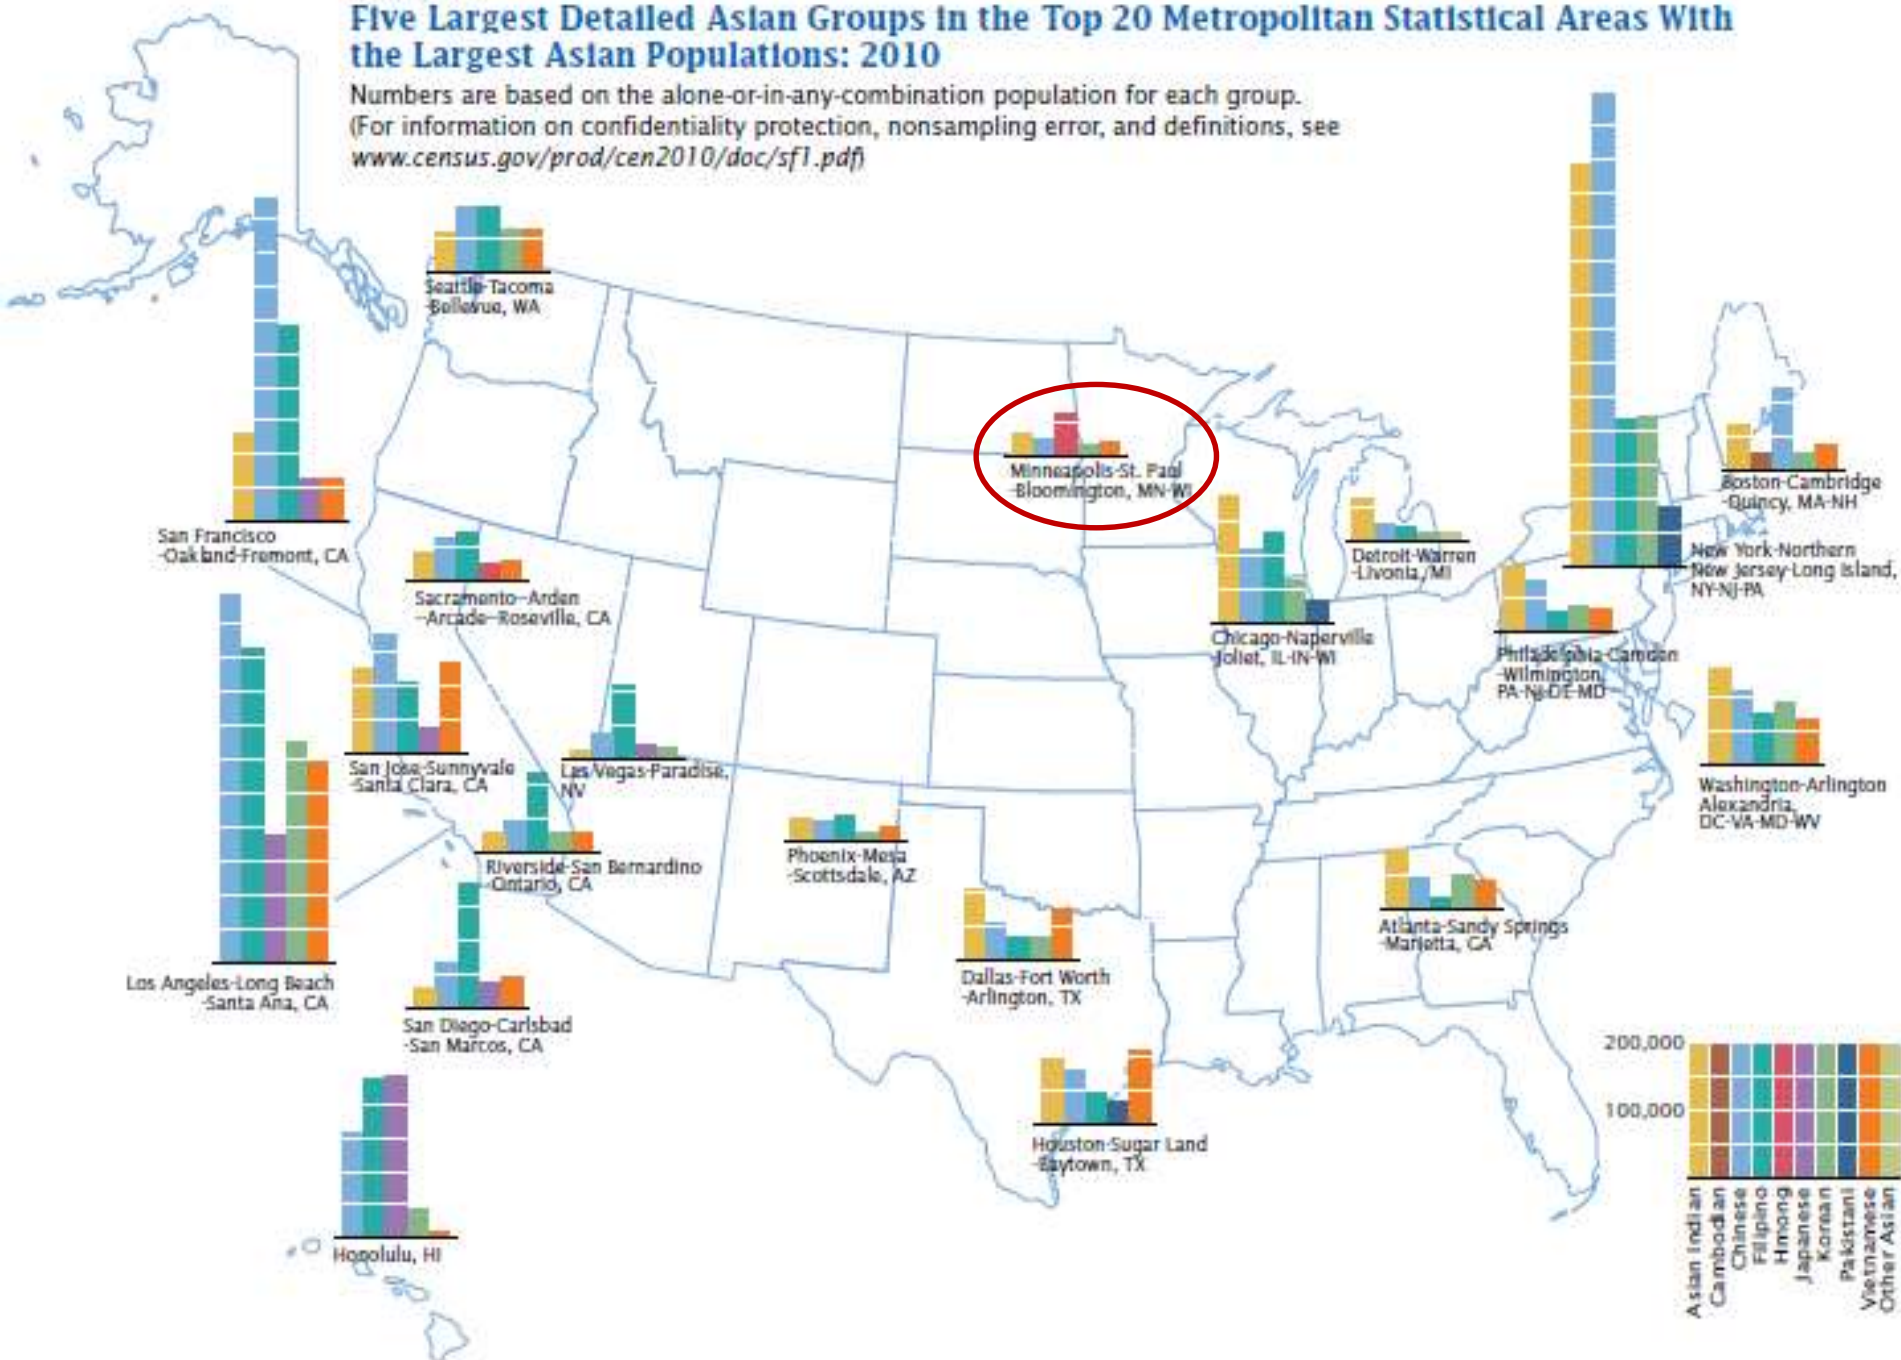 Five Largest Detailed Asian Groups in the Top 20 Metropolitan Statistical Areas With
the Largest Asian Populations: 2010
Numbers are based on the alone-or-in-any-combination population for each group.
(For information on confidentiality protection, nonsampling error, and definitions, see
www.census.gov/prod/cen2010/doc/sf1.pdf)
Seattle-Tacoma
-Bellevue, WA
Minneapolis-St. Paul
-Bloomington, MN-WI
Boston-Cambridge
-Quincy, MA-NH
San Francisco
-Oakland-Fremont, CA
Detroit-Warren
-Livonia, MI
New York-Northern
New Jersey-Long Island,
NY-NJ-PA
Sacramento--Arden
--Arcade--Roseville, CA
Chicago-Naperville
-Joliet, IL-IN-WI
Philadelphia-Camden
-Wilmington,
PA-NJ-DE-MD
San Jose-Sunnyvale
-Santa Clara, CA
Las Vegas-Paradise,
NV
Washington-Arlington
Alexandria,
DC-VA-MD-WV
Riverside-San Bernardino
-Ontario, CA
Phoenix-Mesa
-Scottsdale, AZ
Atlanta-Sandy Springs
-Marietta, GA
Los Angeles-Long Beach
-Santa Ana, CA
Dallas-Fort Worth
-Arlington, TX
San Diego-Carlsbad
-San Marcos, CA
Houston-Sugar Land
-Baytown, TX
Honolulu, HI
200,000
100,000
Asian Indian
Cambodian
Chinese
Filipino
Hmong
Japanese
Korean
Pakistani
Vietnamese
Other Asian